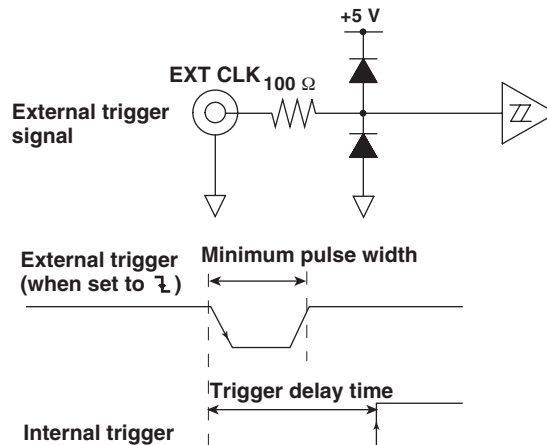 +5 V
EXT CLK
100 Ω
External trigger
signal
External trigger
(when set to ↧)
Minimum pulse width
Trigger delay time
Internal trigger